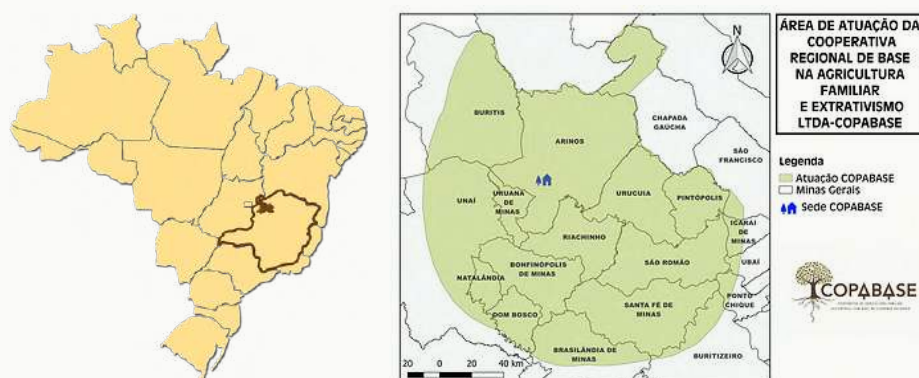 ÁREA DE ATUAÇÃO DA
COOPERATIVA
REGIONAL DE BASE
NA AGRICULTURA
FAMILIAR
E EXTRATIVISMO
LTDA-COPABASE
N
BURITIS
ARINOS
CHAPADA
GAÚCHA
SÃO
FRANCISCO
UNAÍ
URUANA
DE
MINAS
URUCUIA
PINTÓPOLIS
ICARAÍ DE
MINAS
RIACHINHO
UBAÍ
BONFINÓPOLIS
DE MINAS
SÃO ROMÃO
NATALÂNDIA
PONTO
CHIQUE
SANTA FÉ DE
MINAS
DOM BOSCO
BRASILÂNDIA DE
MINAS
BURITIZEIRO
20 0 20 40 km
Legenda
Atuação COPABASE
Minas Gerais
Sede COPABASE
COPABASE